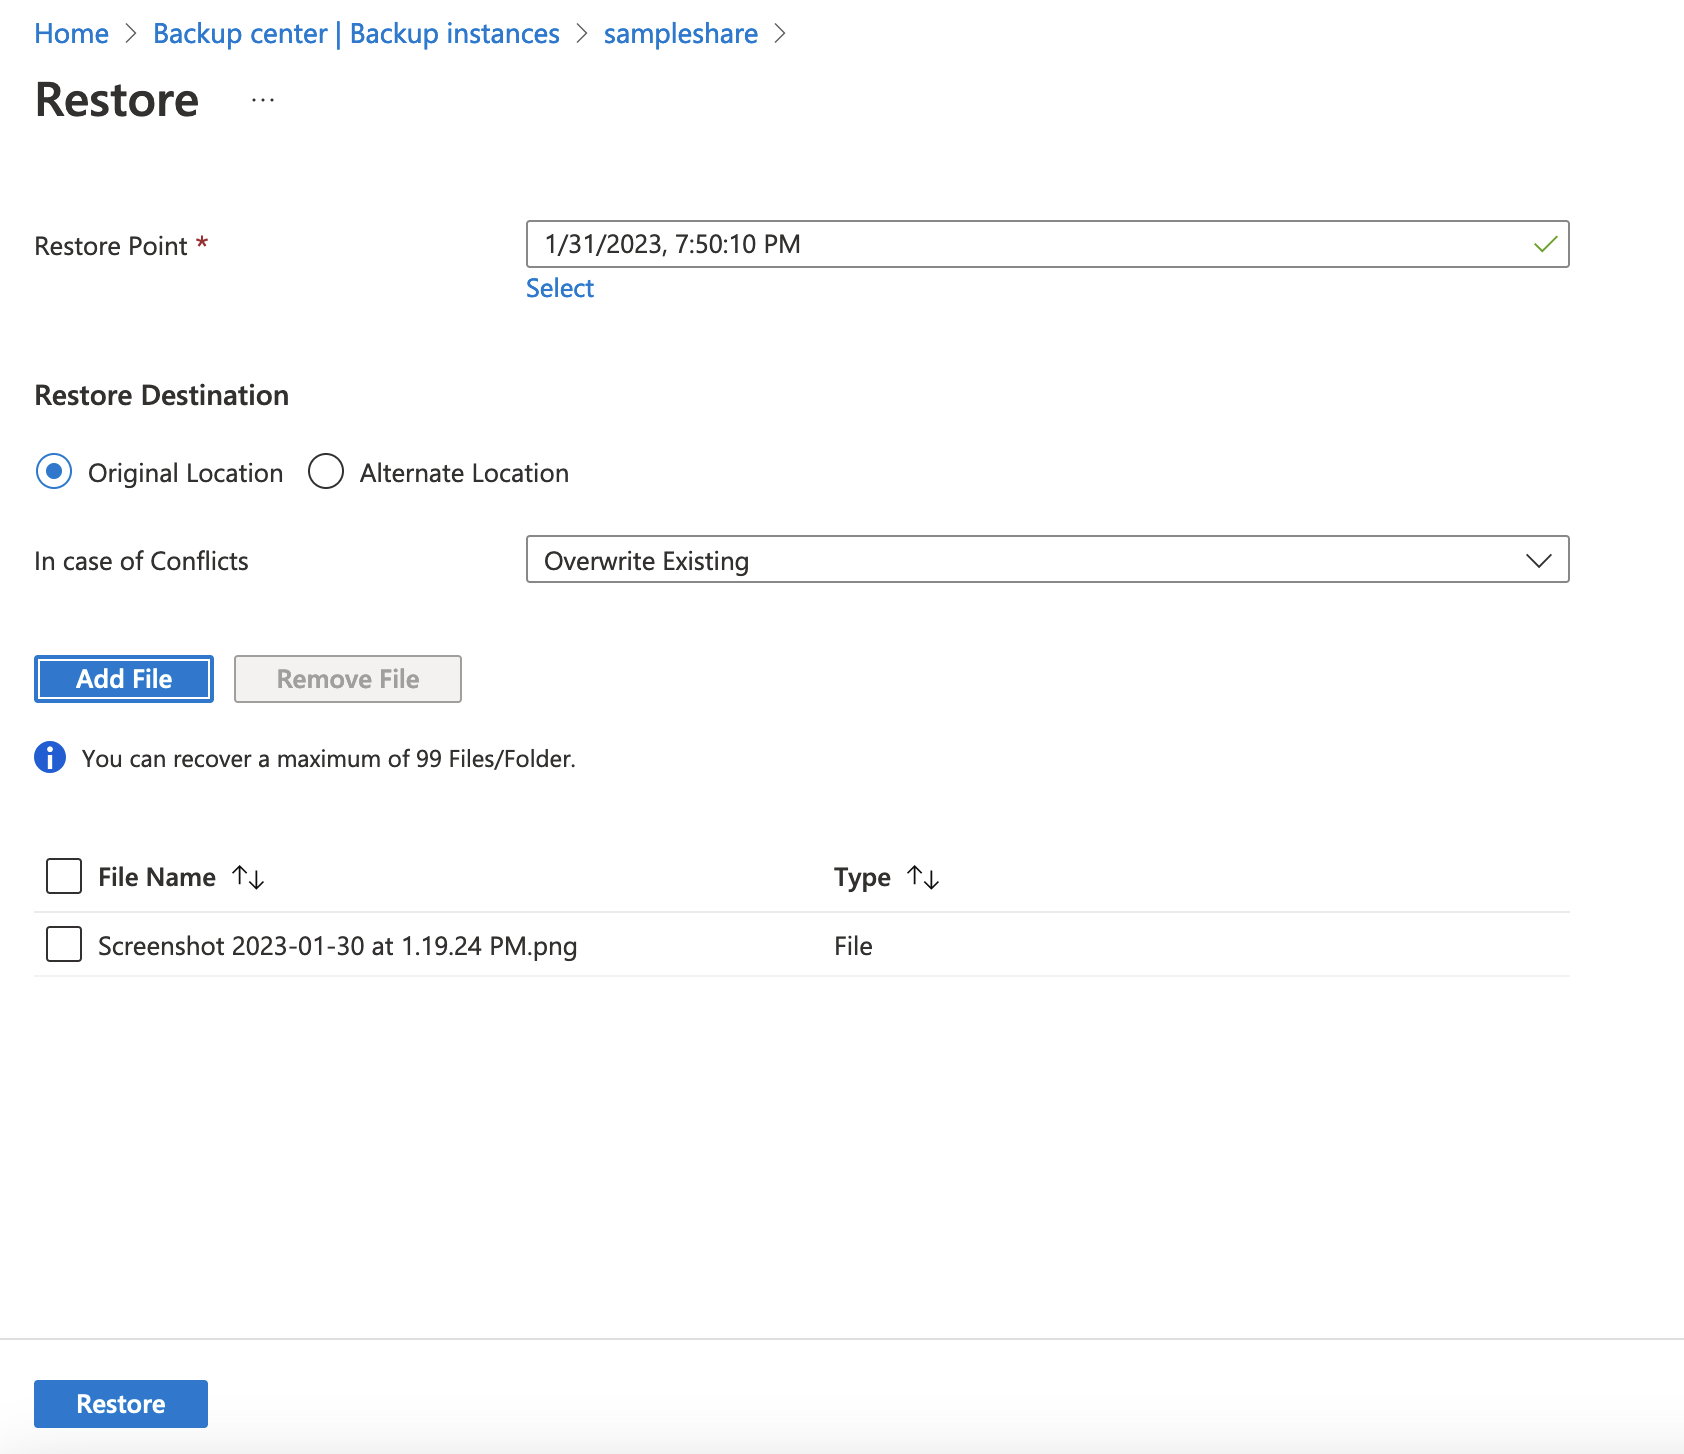 Home > Backup center | Backup instances > sampleshare >
Restore ...
Restore Point * 1/31/2023, 7:50:10 PM
Select
Restore Destination
Original Location Alternate Location
In case of Conflicts Overwrite Existing
Add File Remove File
You can recover a maximum of 99 Files/Folder.
File Name ↑↓ Type ↑↓
Screenshot 2023-01-30 at 1.19.24 PM.png File
Restore